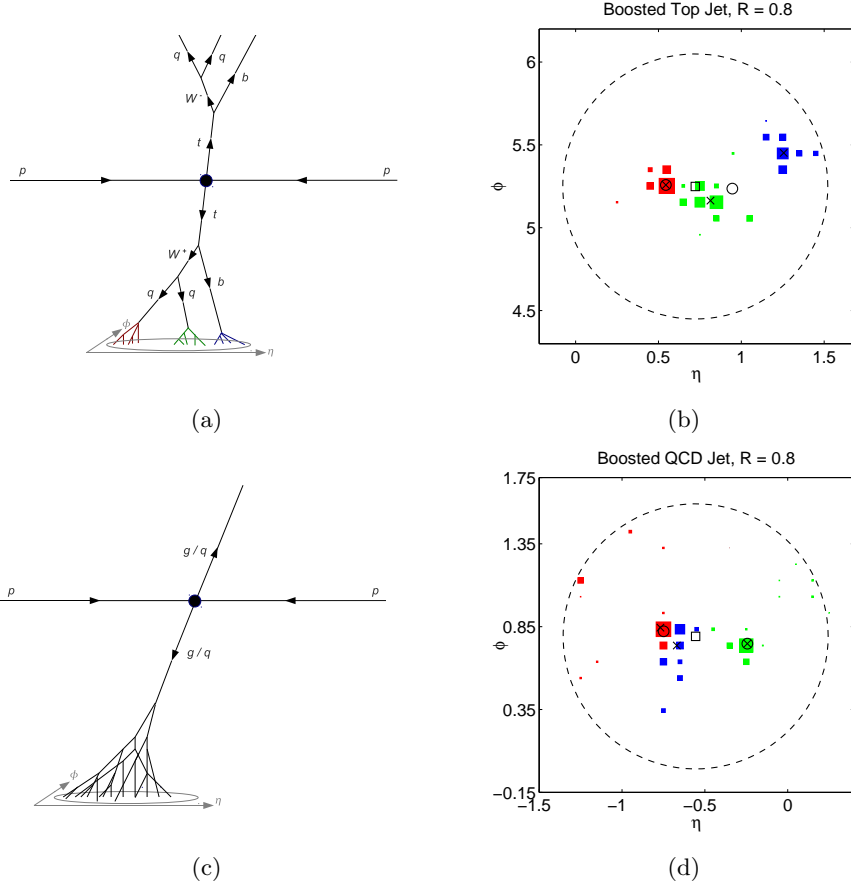 q
q
b
W⁻
t
p
p
t
W⁺
q
q
b
ϕ
η
(a)
Boosted Top Jet, R = 0.8
6
5.5
5
4.5
ϕ
0
0.5
1
1.5
η
(b)
g / q
p
p
g / q
ϕ
η
(c)
Boosted QCD Jet, R = 0.8
1.75
1.35
0.85
0.35
−0.15
ϕ
−1.5
−1
−0.5
0
η
(d)